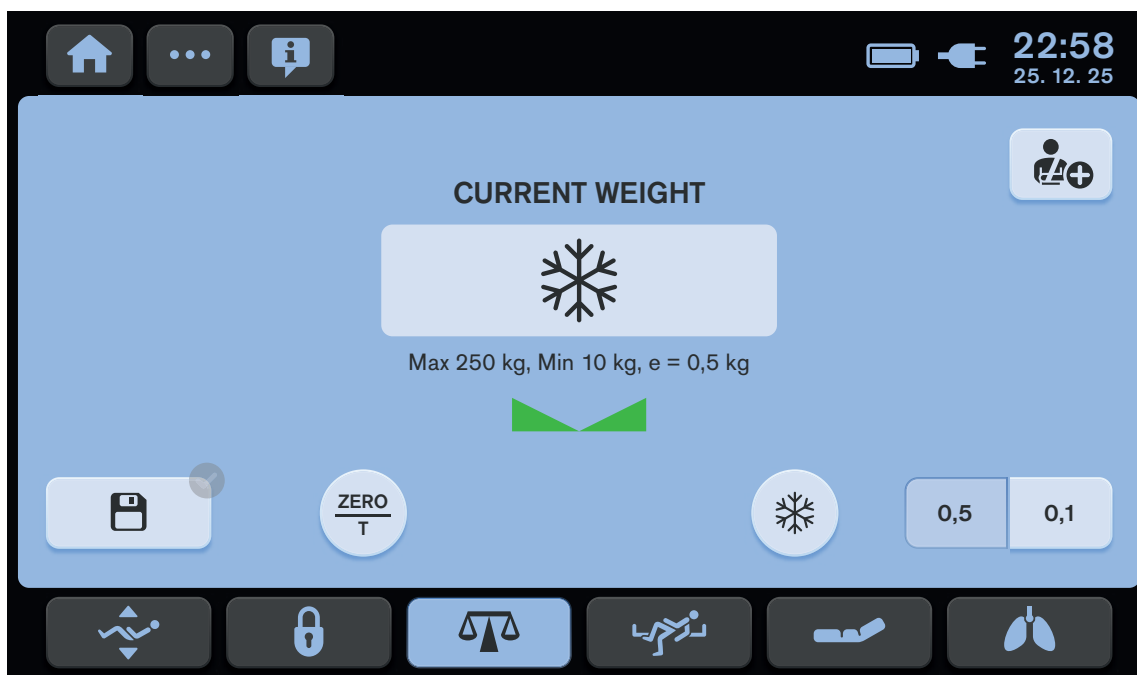 22:58
25. 12. 25
CURRENT WEIGHT
Max 250 kg, Min 10 kg, e = 0,5 kg
ZERO
T
0,5
0,1